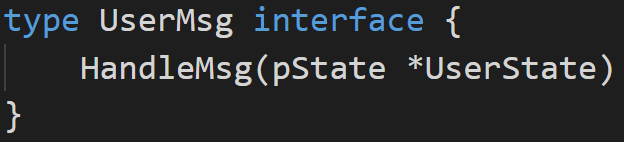 type UserMsg interface {
    HandleMsg(pState *UserState)
}